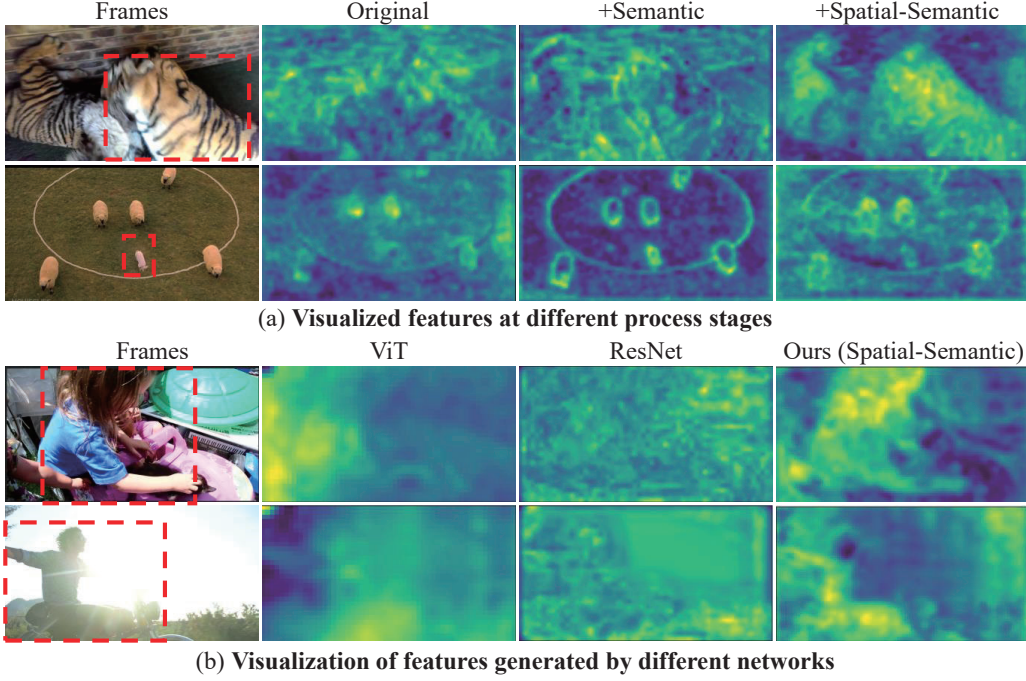 Frames Original +Semantic +Spatial-Semantic
(a) Visualized features at different process stages
Frames ViT ResNet Ours (Spatial-Semantic)
(b) Visualization of features generated by different networks